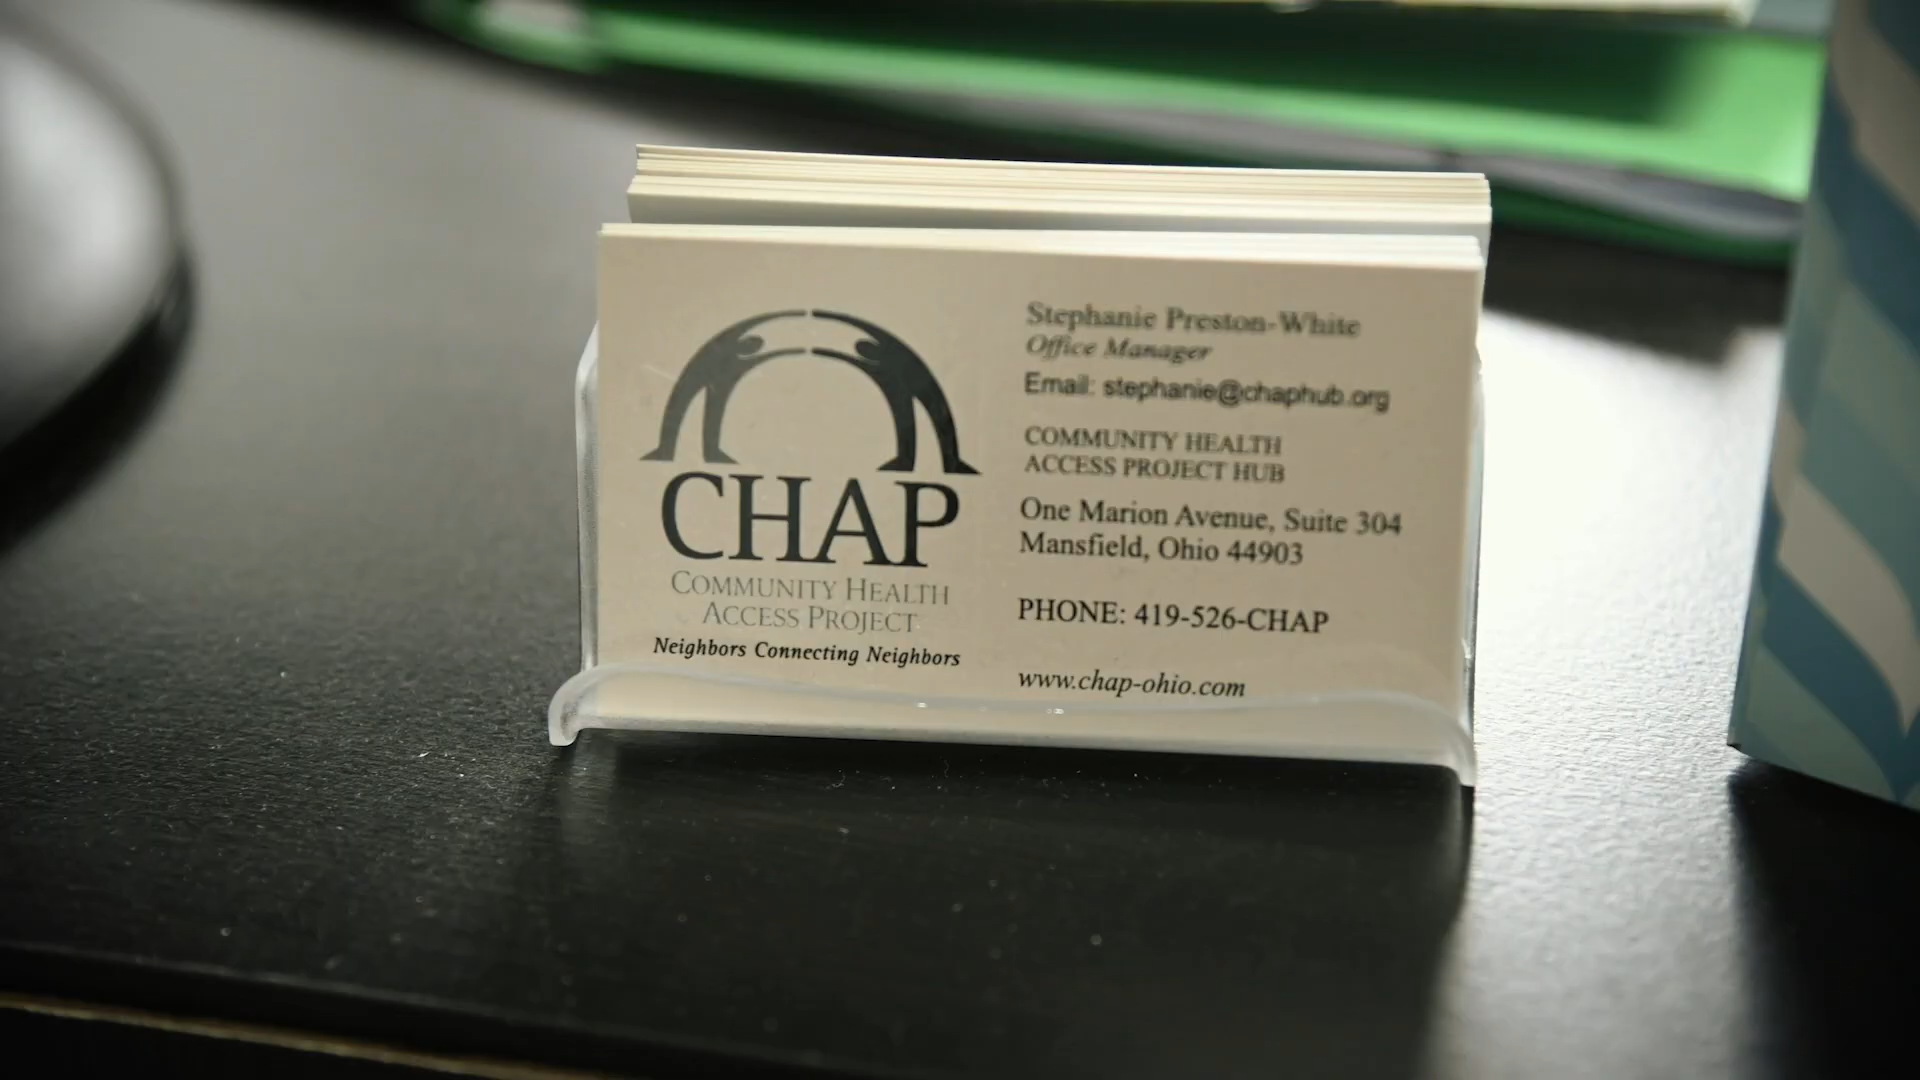 CHAP
COMMUNITY HEALTH
ACCESS PROJECT
Neighbors Connecting Neighbors
Stephanie Preston-White
Office Manager
Email: stephanie@chaphub.org
COMMUNITY HEALTH
ACCESS PROJECT HUB
One Marion Avenue, Suite 304
Mansfield, Ohio 44903
PHONE: 419-526-CHAP
www.chap-ohio.com